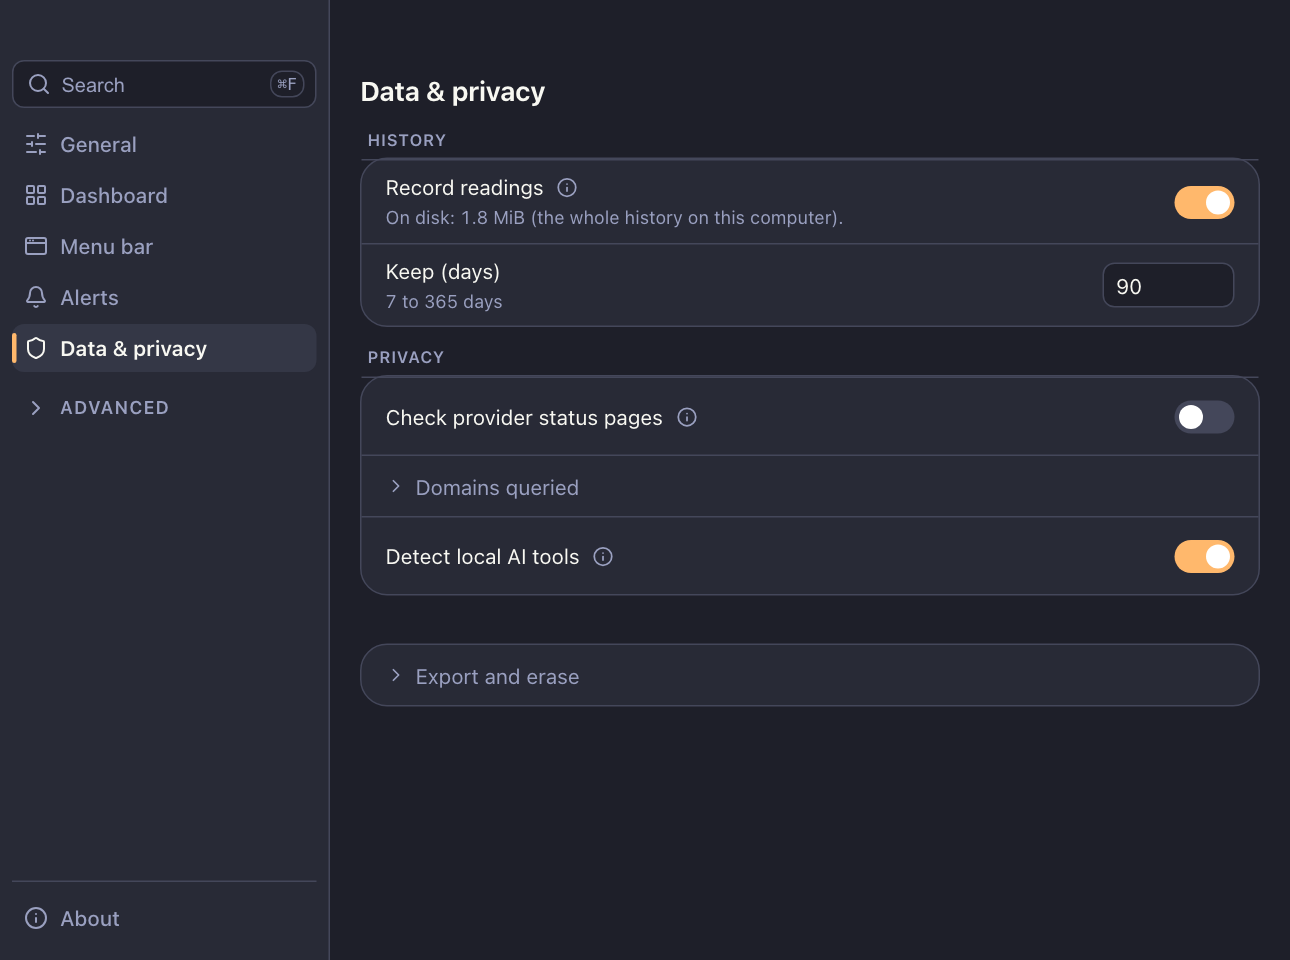 Search
⌘F
General
Dashboard
Menu bar
Alerts
Data & privacy
ADVANCED
About
Data & privacy
HISTORY
Record readings
On disk: 1.8 MiB (the whole history on this computer).
Keep (days)
7 to 365 days
90
PRIVACY
Check provider status pages
Domains queried
Detect local AI tools
Export and erase